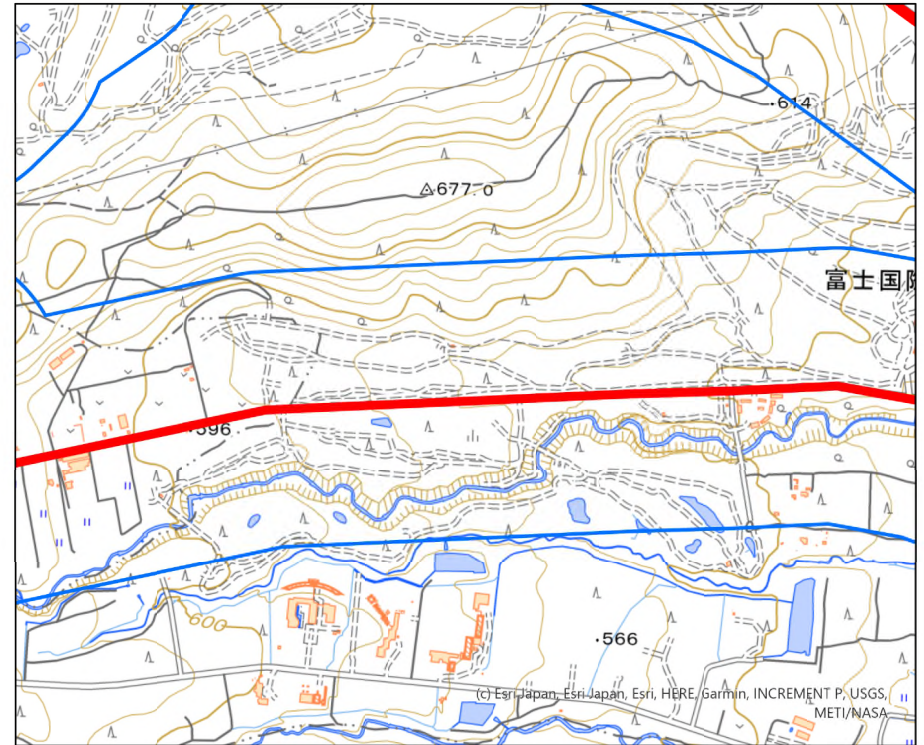 ·614
677.0
富士国際
·596
600
·566
(c) Esri Japan, Esri Japan, Esri, HERE, Garmin, INCREMENT P, USGS,
METI/NASA